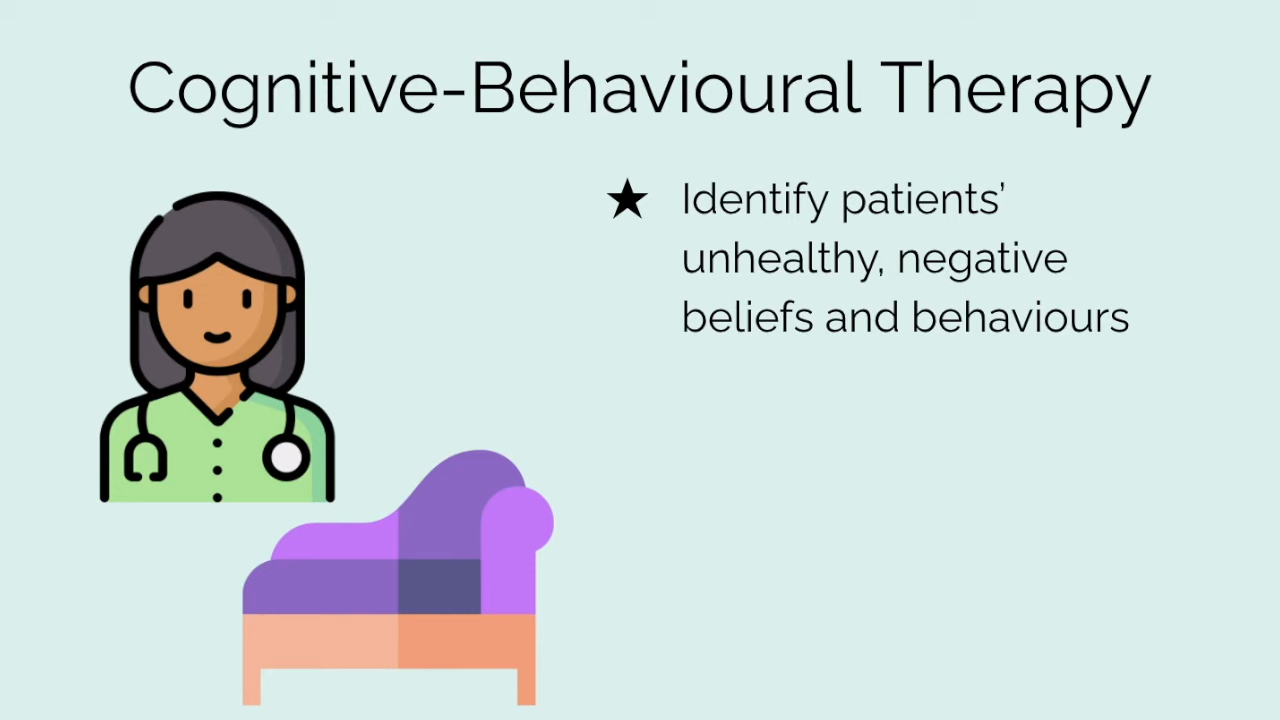 Cognitive-Behavioural Therapy
★ Identify patients’
unhealthy, negative
beliefs and behaviours